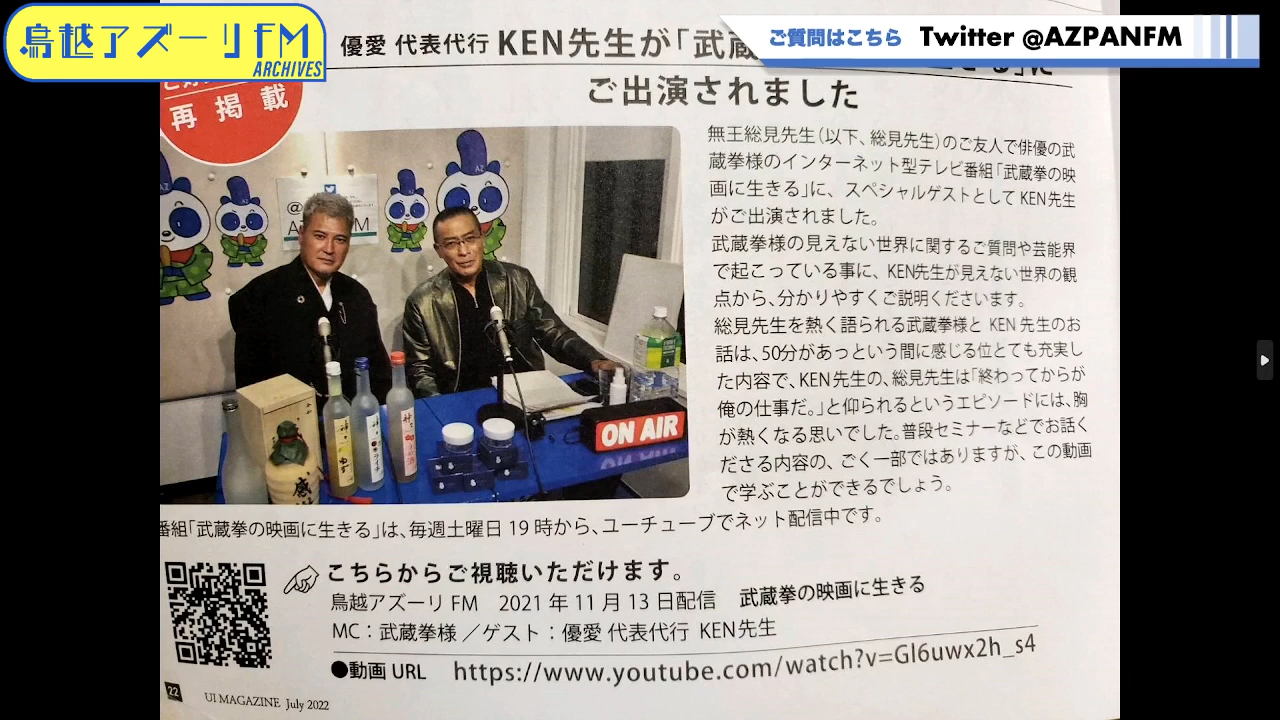 鳥越アズーリFM
ARCHIVES
ご質問はこちら Twitter @AZPANFM
優愛 代表代行 KEN先生が「武蔵
ご出演されました
再掲載
無王総見先生(以下、総見先生)のご友人で俳優の武
蔵拳様のインターネット型テレビ番組「武蔵拳の映
画に生きる」に、スペシャルゲストとして KEN先生
がご出演されました。
武蔵拳様の見えない世界に関するご質問や芸能界
で起こっている事に、KEN先生が見えない世界の観
点から、分かりやすくご説明くださいます。
総見先生を熱く語られる武蔵拳様と KEN 先生のお
話は、50分があっという間に感じる位とても充実し
た内容で、KEN先生の、総見先生は「終わってからが
俺の仕事だ。」と仰られるというエピソードには、胸
が熱くなる思いでした。普段セミナーなどでお話く
ださる内容の、ごく一部ではありますが、この動画
で学ぶことができるでしょう。
ON AIR
番組「武蔵拳の映画に生きる」は、毎週土曜日 19 時から、ユーチューブでネット配信中です。
こちらからご視聴いただけます。
鳥越アズーリ FM 2021 年 11 月 13 日配信 武蔵拳の映画に生きる
MC:武蔵拳様 /ゲスト:優愛 代表代行 KEN先生
●動画 URL https://www.youtube.com/watch?v=Gl6uwx2h_s4
22 UI MAGAZINE July 2022